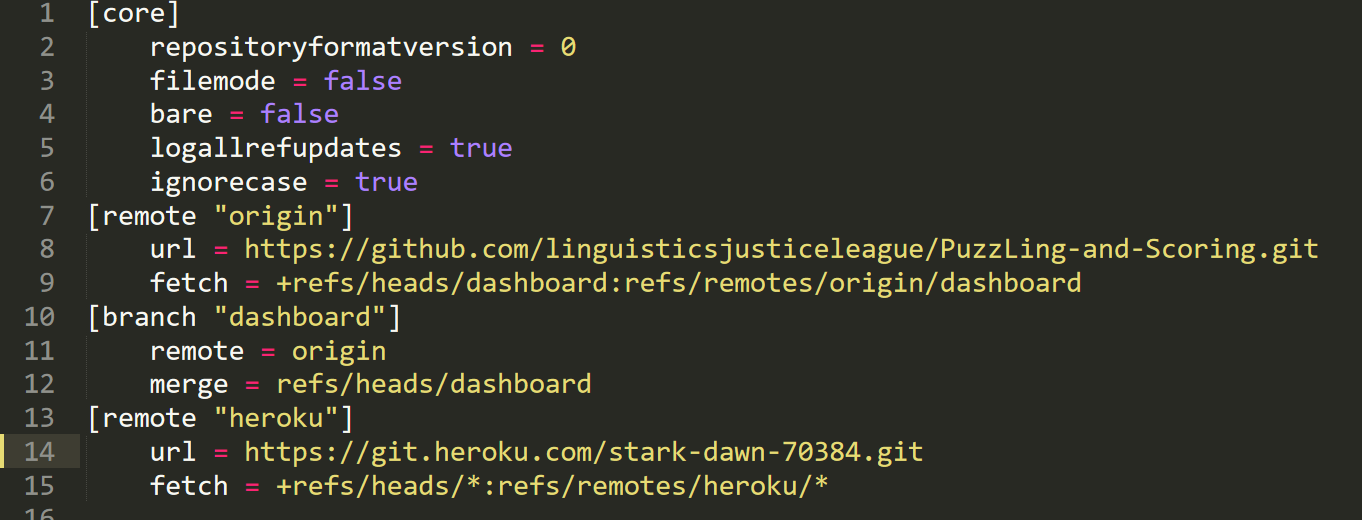 1 [core]
2 repositoryformatversion = 0
3 filemode = false
4 bare = false
5 logallrefupdates = true
6 ignorecase = true
7 [remote "origin"]
8 url = https://github.com/linguisticsjusticeleague/PuzzLing-and-Scoring.git
9 fetch = +refs/heads/dashboard:refs/remotes/origin/dashboard
10 [branch "dashboard"]
11 remote = origin
12 merge = refs/heads/dashboard
13 [remote "heroku"]
14 url = https://git.heroku.com/stark-dawn-70384.git
15 fetch = +refs/heads/*:refs/remotes/heroku/*
16